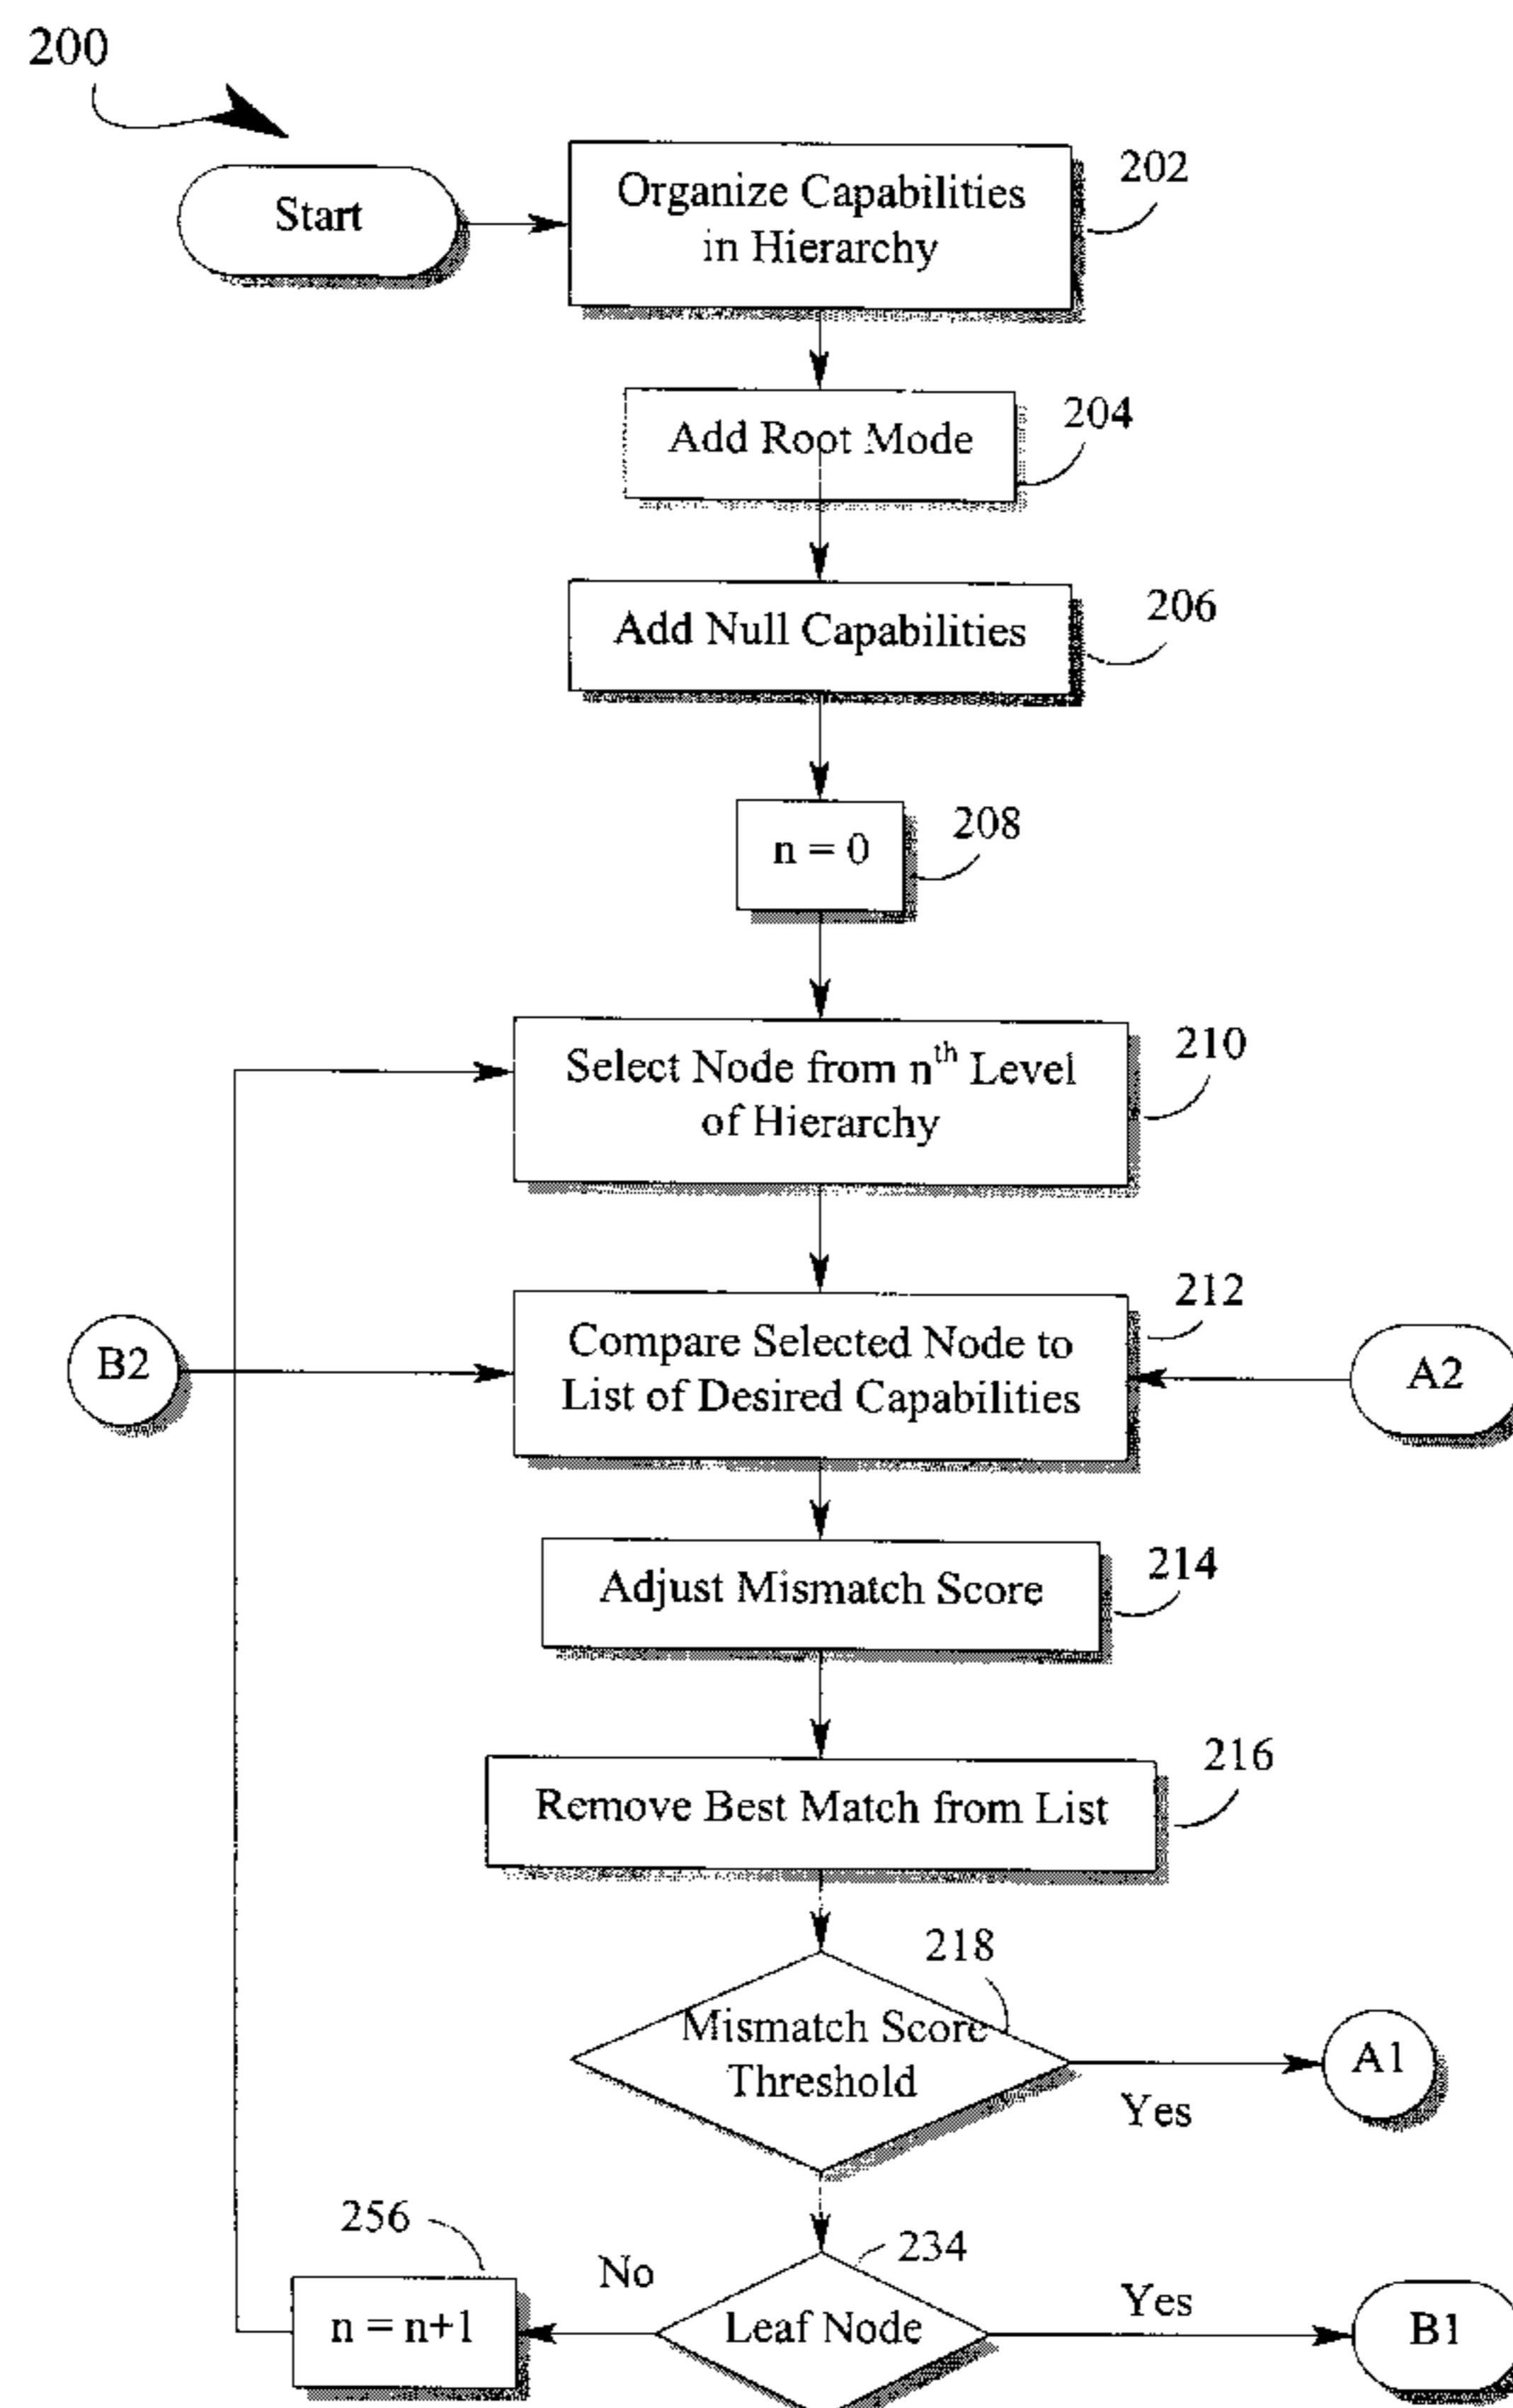 200
Start
Organize Capabilities
in Hierarchy
202
Add Root Mode
204
Add Null Capabilities
206
n = 0
208
Select Node from nth Level
of Hierarchy
210
B2
Compare Selected Node to
List of Desired Capabilities
212
A2
Adjust Mismatch Score
214
Remove Best Match from List
216
218
Mismatch Score
Threshold
Yes
A1
256
n = n+1
No
234
Leaf Node
Yes
B1